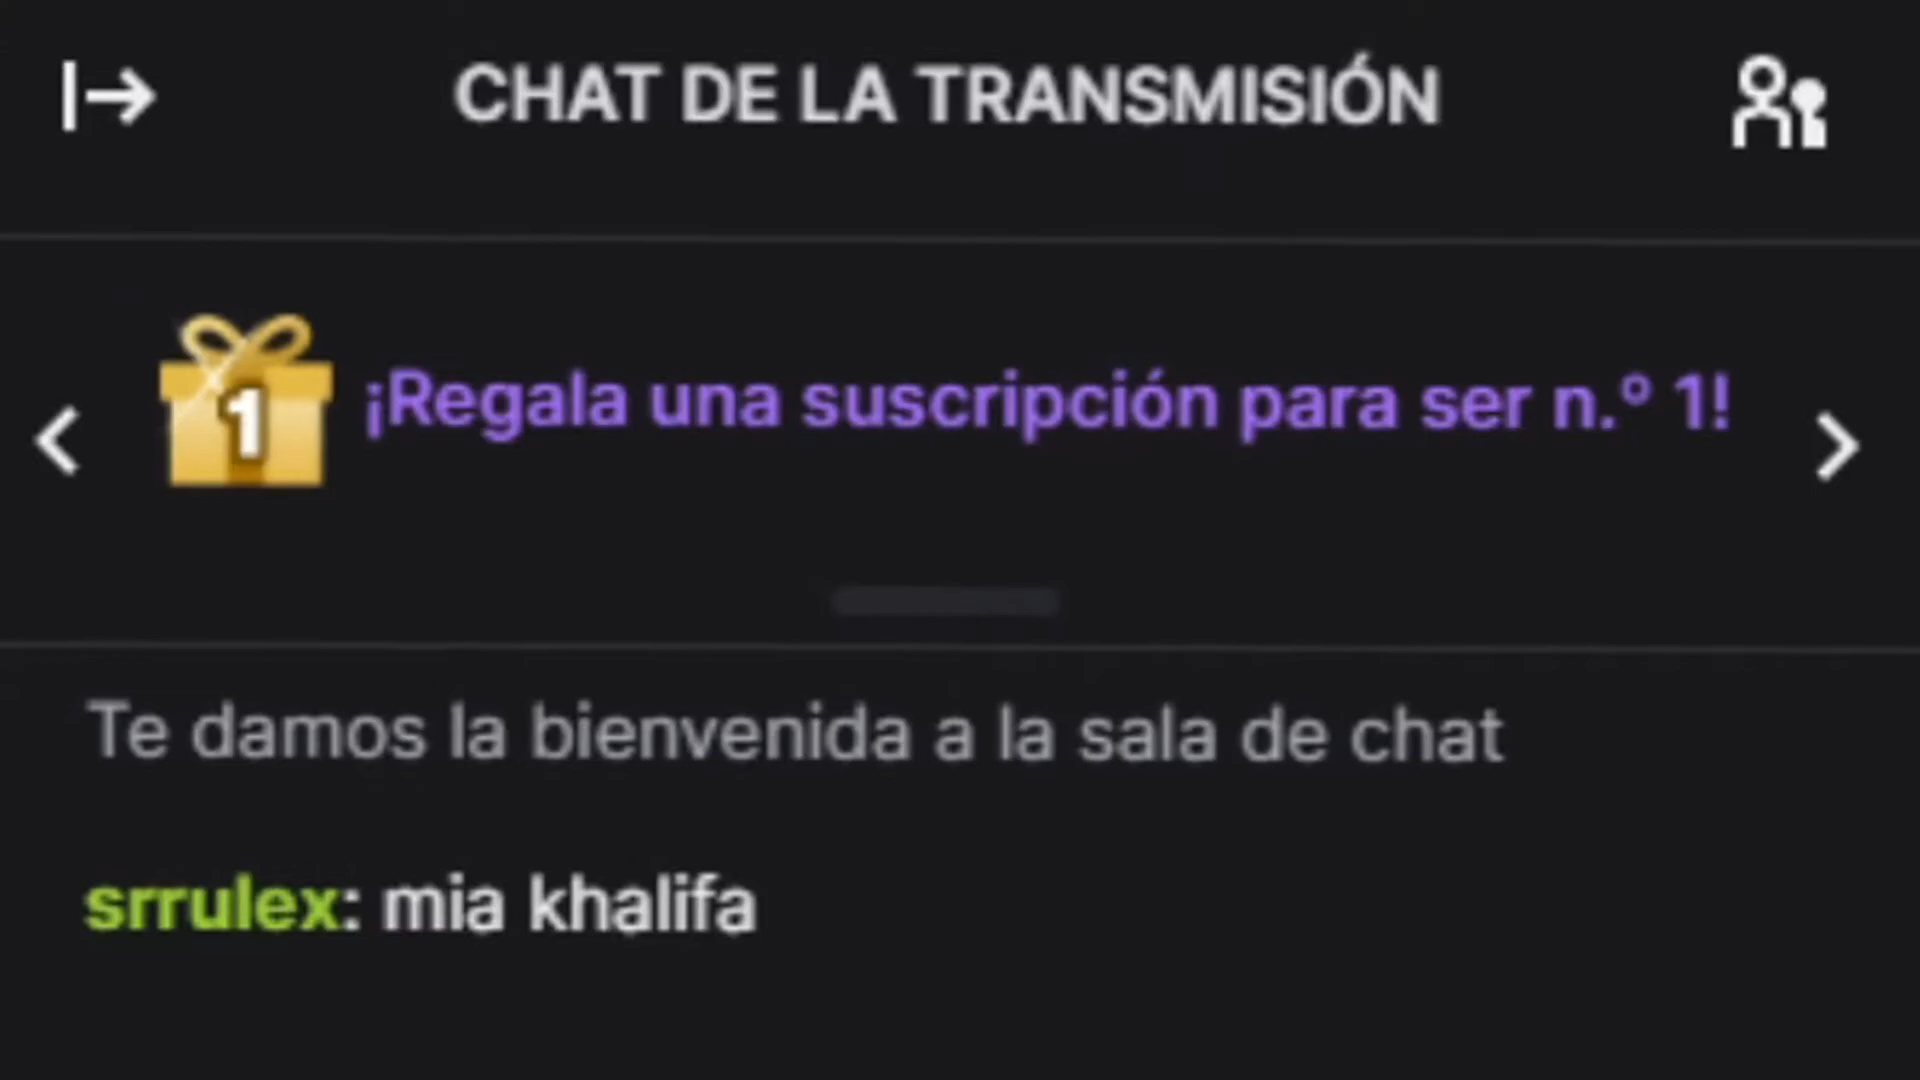 CHAT DE LA TRANSMISIÓN
1
¡Regala una suscripción para ser n.º 1!
Te damos la bienvenida a la sala de chat
srrulex: mia khalifa